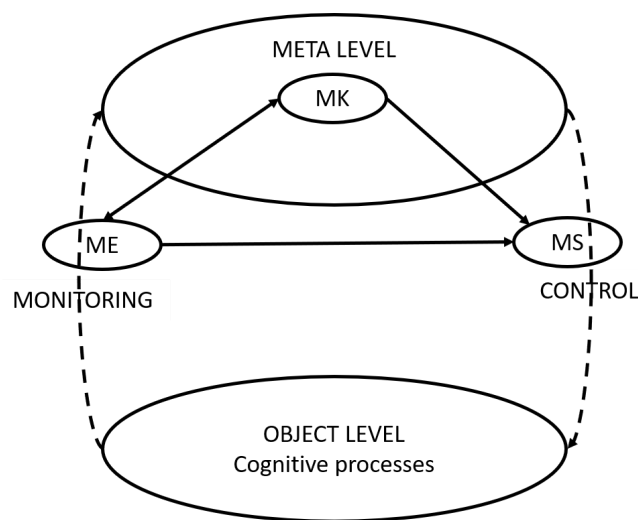 META LEVEL
MK
ME
MS
MONITORING
CONTROL
OBJECT LEVEL
Cognitive processes